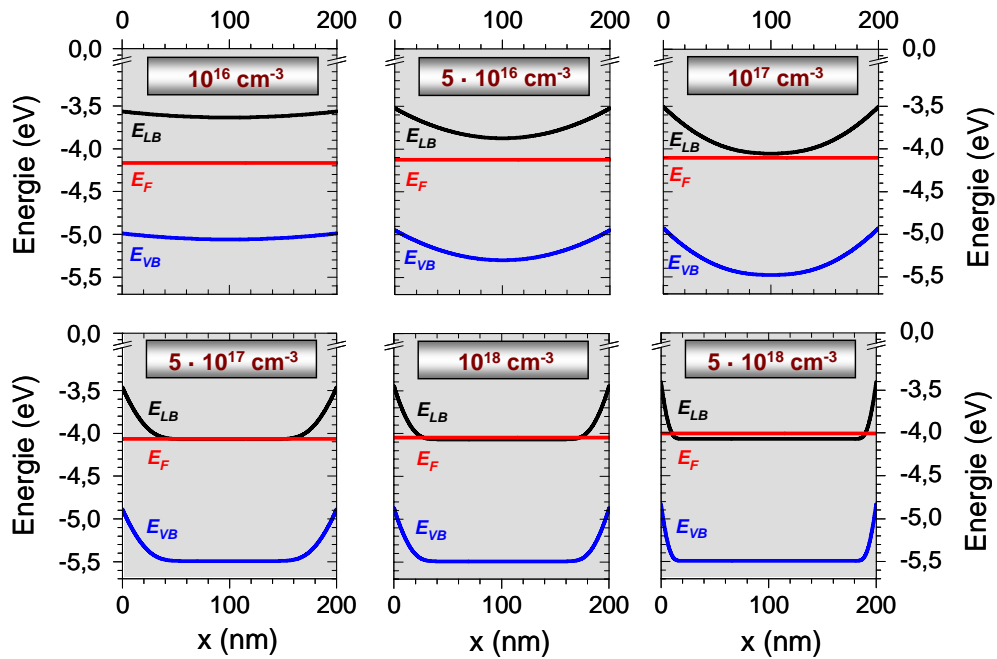 0 100 200 0 100 200 0 100 200
0,0 10¹⁶ cm⁻³ 5 · 10¹⁶ cm⁻³ 10¹⁷ cm⁻³ 0,0
-3,5 E_LB E_LB E_LB -3,5
-4,0 -4,0
-4,5 E_F E_F E_F -4,5
-5,0 E_VB E_VB E_VB -5,0
-5,5 -5,5
Energie (eV) Energie (eV)
0,0 5 · 10¹⁷ cm⁻³ 10¹⁸ cm⁻³ 5 · 10¹⁸ cm⁻³ 0,0
-3,5 E_LB E_LB E_LB -3,5
-4,0 -4,0
-4,5 E_F E_F E_F -4,5
-5,0 E_VB E_VB E_VB -5,0
-5,5 -5,5
Energie (eV) Energie (eV)
0 100 200 0 100 200 0 100 200
x (nm) x (nm) x (nm)